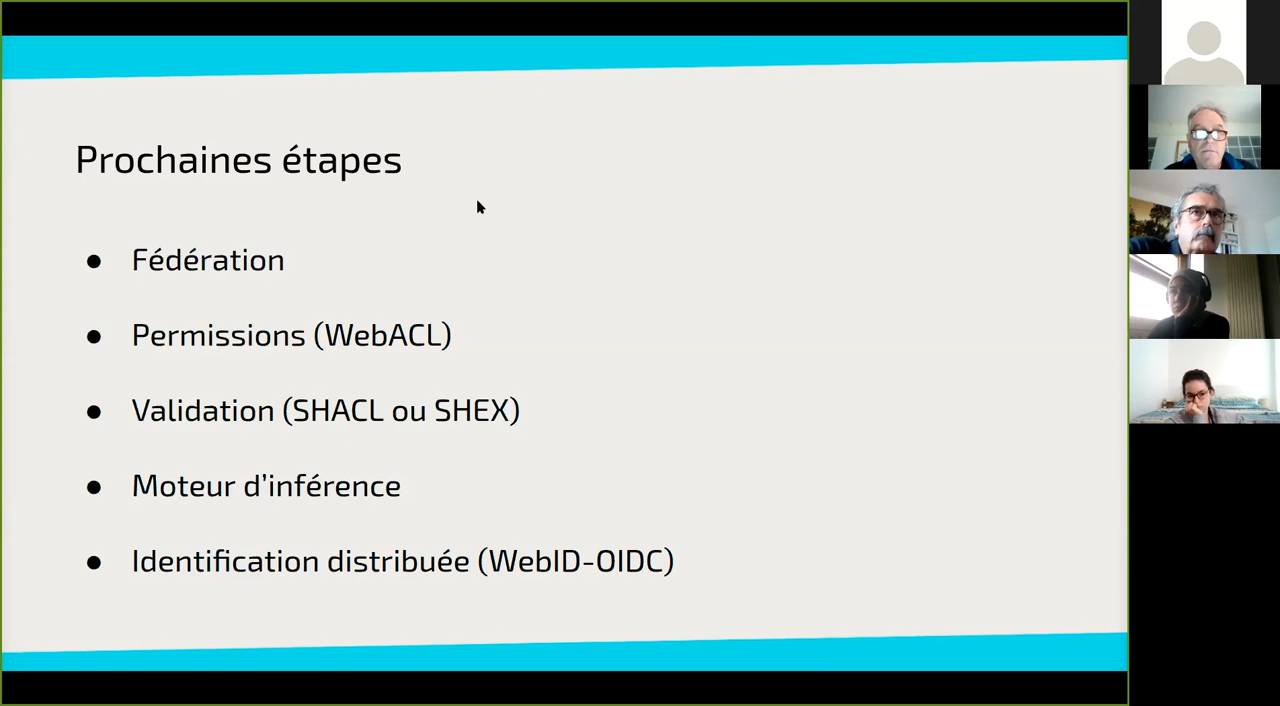 Prochaines étapes
● Fédération
● Permissions (WebACL)
● Validation (SHACL ou SHEX)
● Moteur d’inférence
● Identification distribuée (WebID-OIDC)